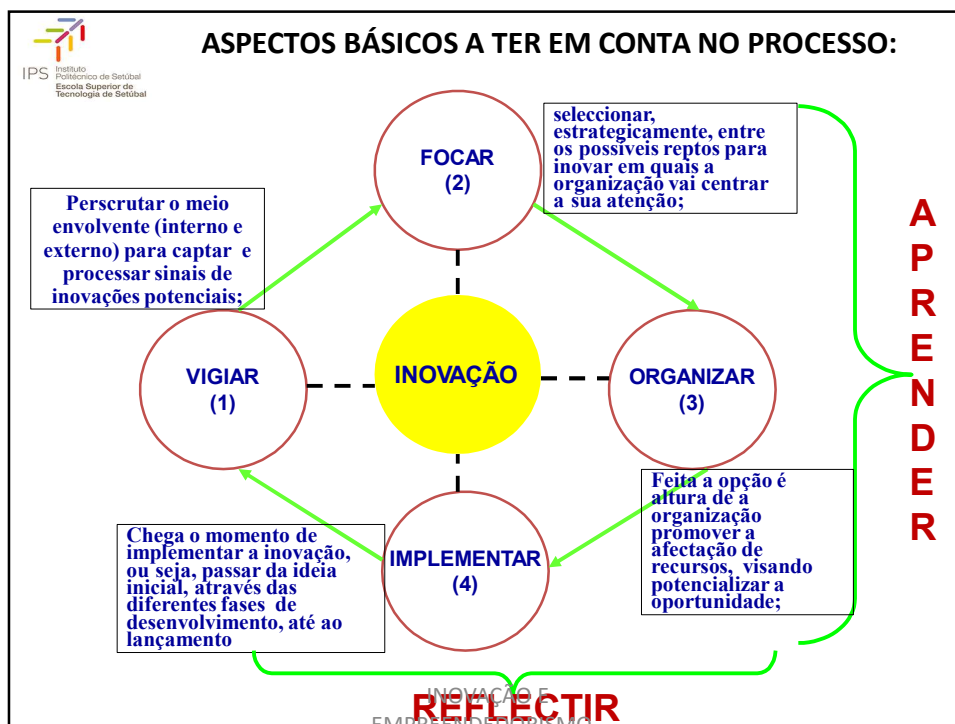 IPS Instituto
Politécnico de Setúbal
Escola Superior de
Tecnologia de Setúbal
ASPECTOS BÁSICOS A TER EM CONTA NO PROCESSO:
FOCAR
(2)
seleccionar,
estrategicamente, entre
os possíveis reptos para
inovar em quais a
organização vai centrar
a sua atenção;
Perscrutar o meio
envolvente (interno e
externo) para captar e
processar sinais de
inovações potenciais;
VIGIAR
(1)
INOVAÇÃO
ORGANIZAR
(3)
A
P
R
E
N
D
E
R
Chega o momento de
implementar a inovação,
ou seja, passar da ideia
inicial, através das
diferentes fases de
desenvolvimento, até ao
lançamento
IMPLEMENTAR
(4)
Feita a opção é
altura de a
organização
promover a
afectação de
recursos, visando
potencializar a
oportunidade;
REFLECTIR
INOVAÇÃO E
EMPREENDEDORISMO